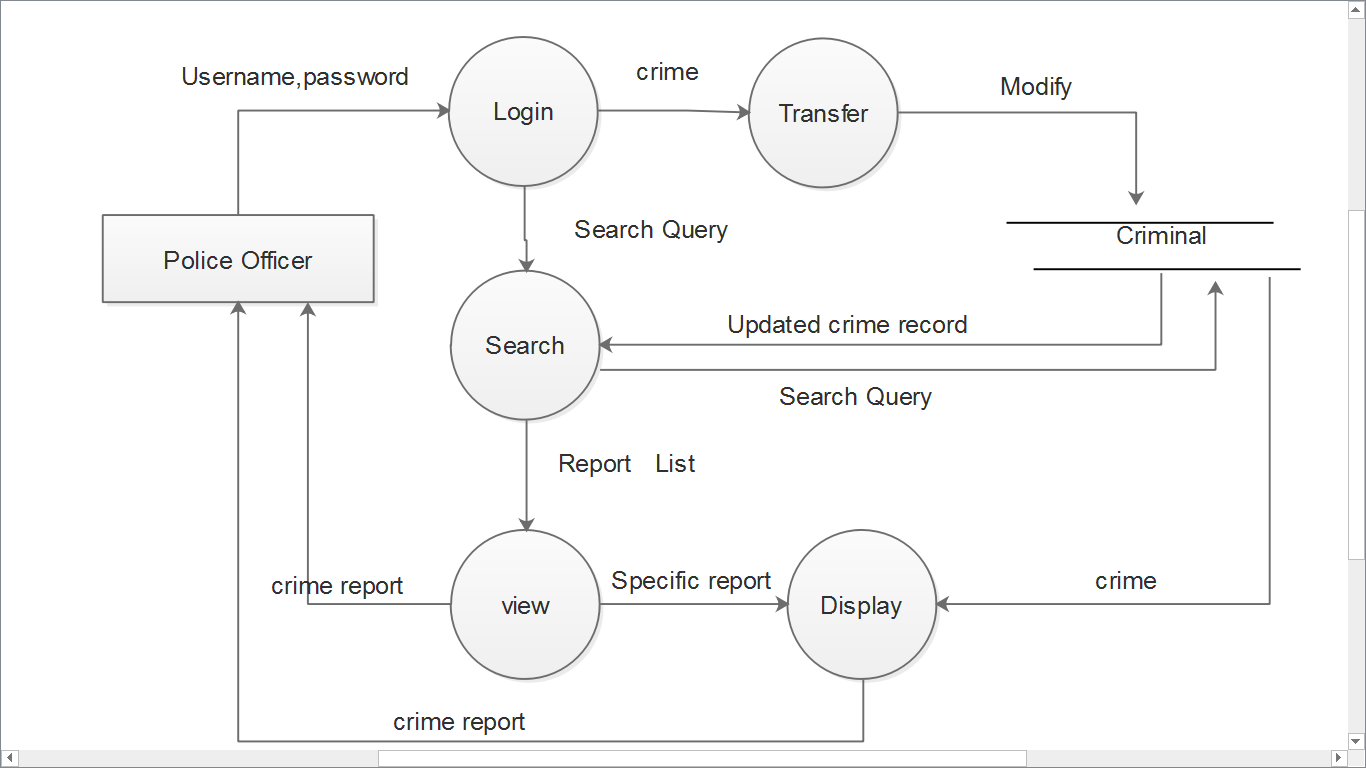 Username,password
crime
Modify
Login
Transfer
Search Query
Criminal
Police Officer
Updated crime record
Search
Search Query
Report List
crime report
Specific report
crime
view
Display
crime report